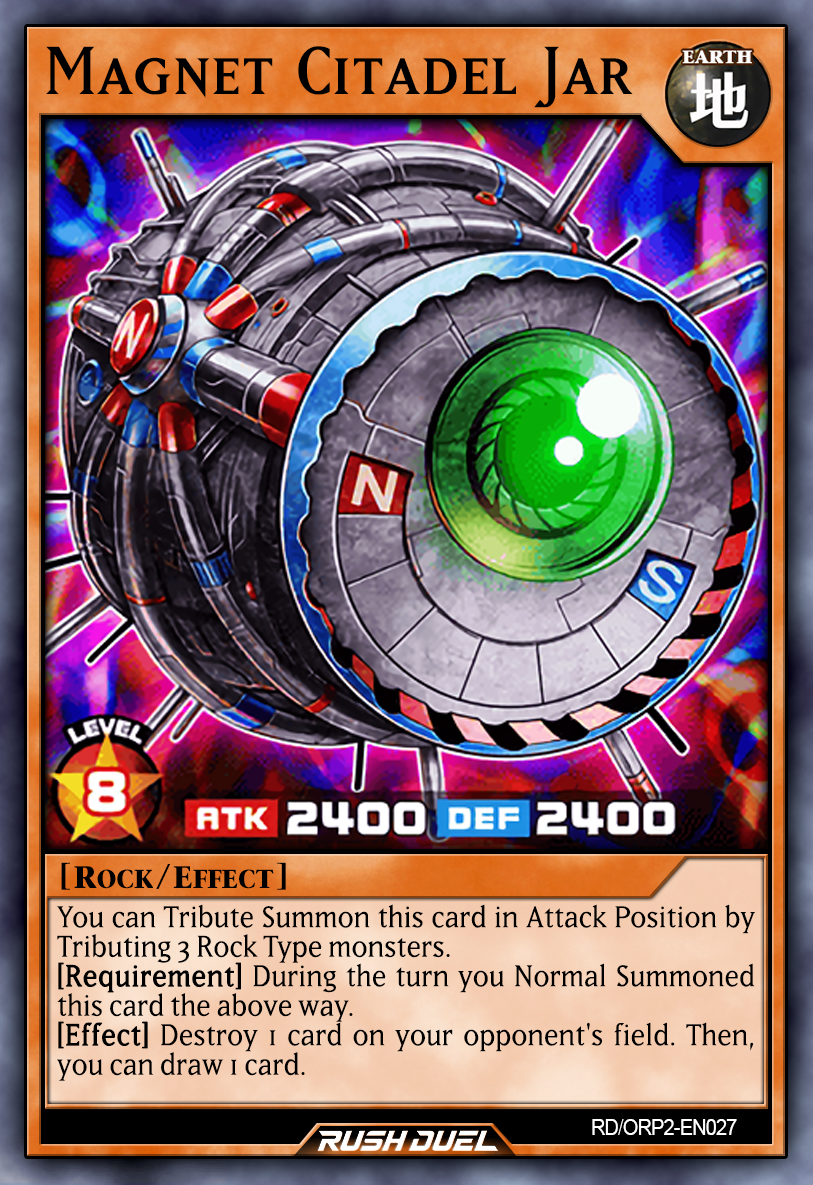 Magnet Citadel Jar
EARTH
地
N
N
S
LEVEL
8
ATK 2400 DEF 2400
[Rock/Effect]
You can Tribute Summon this card in Attack Position by
Tributing 3 Rock Type monsters.
[Requirement] During the turn you Normal Summoned
this card the above way.
[Effect] Destroy 1 card on your opponent's field. Then,
you can draw 1 card.
RD/ORP2-EN027
RUSH DUEL